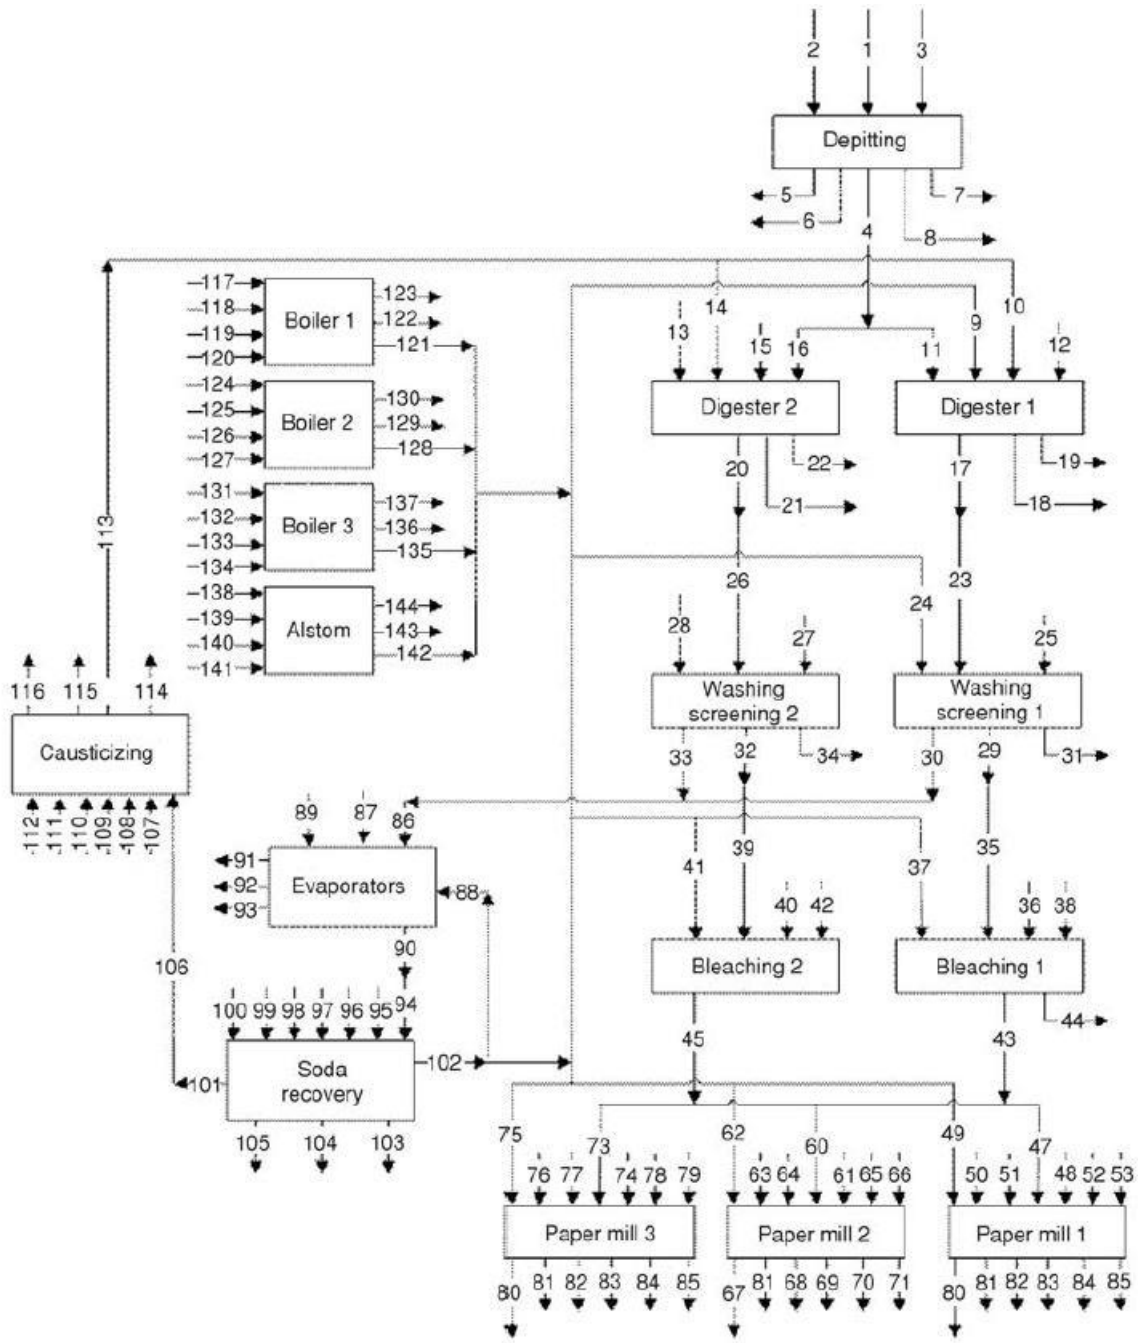 2 1 3
Depitting
5 7
6
4 8
117 123
118 122
119 121
120
Boiler 1
14 9 10
13 15 16 11 12
124 130
125 129
126 128
127
Boiler 2
Digester 2 Digester 1
20 22 17 19
21 18
131 137
132 136
133 135
134
Boiler 3
113
26 23
24
28 27 25
138 144
139 143
140 142
141
Alstom
116 115 114
Causticizing
Washing
screening 2
Washing
screening 1
33 32 34 30 29 31
112 111 110 109 108 107
89 87 86
39 35
41 37
91
92
93
Evaporators
88
40 42 36 38
90
Bleaching 2 Bleaching 1
106
100 99 98 97 96 95 94
44
45 43
Soda
recovery
102
101
105 104 103
75 73 62 60 49 47
76 77 74 78 79 63 64 61 65 66 50 51 48 52 53
Paper mill 3 Paper mill 2 Paper mill 1
80 81 82 83 84 85 67 81 68 69 70 71 80 81 82 83 84 85